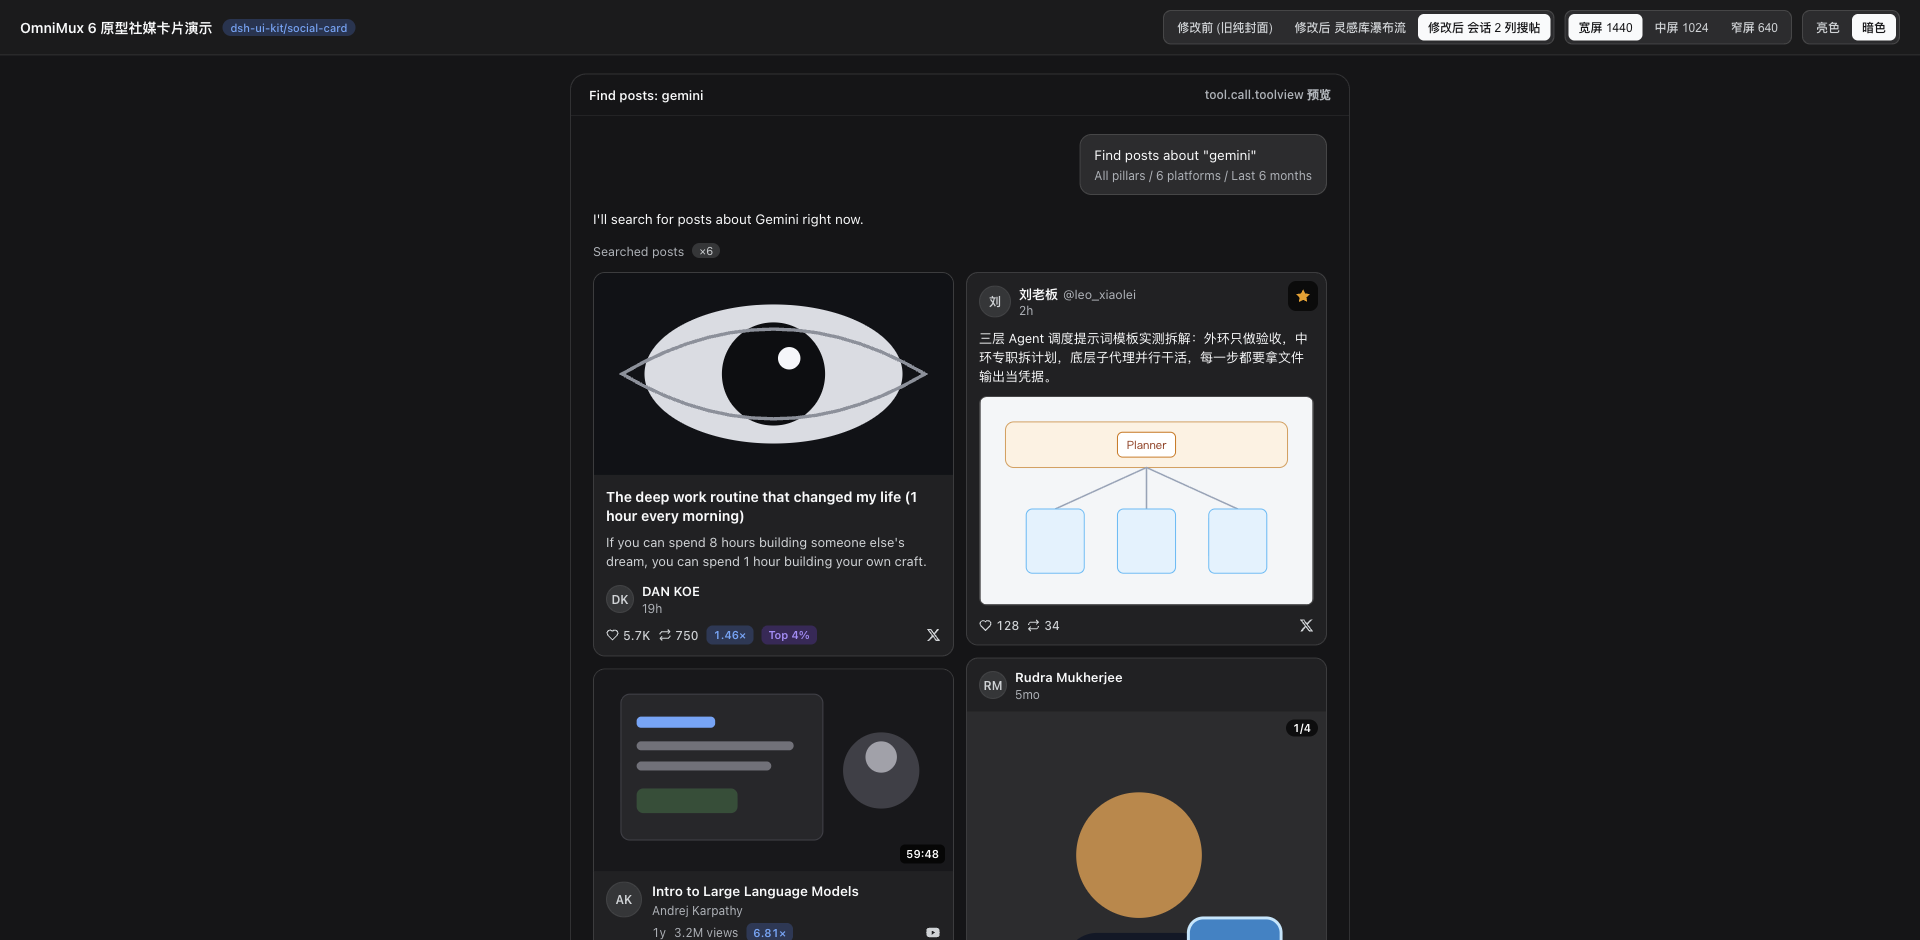 OmniMux 6 原型社媒卡片演示
dsh-ui-kit/social-card
修改前 (旧纯封面)
修改后 灵感库瀑布流
修改后 会话 2 列搜帖
宽屏 1440
中屏 1024
窄屏 640
亮色
暗色
Find posts: gemini
tool.call.toolview 预览
Find posts about "gemini"
All pillars / 6 platforms / Last 6 months
I'll search for posts about Gemini right now.
Searched posts ×6
The deep work routine that changed my life (1
hour every morning)
If you can spend 8 hours building someone else's
dream, you can spend 1 hour building your own craft.
DK
DAN KOE
19h
5.7K
750
1.46×
Top 4%
刘
刘老板 @leo_xiaolei
2h
三层 Agent 调度提示词模板实测拆解：外环只做验收，中
环专职拆计划，底层子代理并行干活，每一步都要拿文件
输出当凭据。
Planner
128
34
59:48
AK
Intro to Large Language Models
Andrej Karpathy
1y 3.2M views 6.81×
RM
Rudra Mukherjee
5mo
1/4